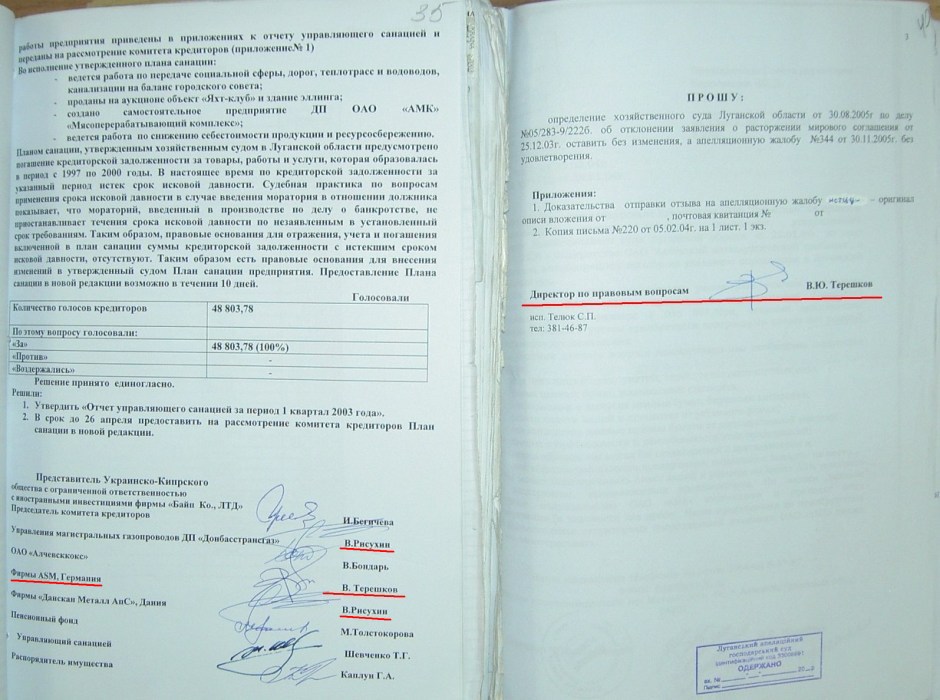 35
работы предприятия приведены в приложениях к отчету управляющего санацией и
переданы на рассмотрение комитета кредиторов (приложение№ 1)
Во исполнение утвержденного плана санации:
- ведется работа по передаче социальной сферы, дорог, теплотрасс и водоводов,
канализации на баланс городского совета;
- проданы на аукционе объект «Яхт-клуб» и здание эллинга;
- создано самостоятельное предприятие ДП ОАО «АМК»
«Мясоперерабатывающий комплекс»;
- ведется работа по снижению себестоимости продукции и ресурсосбережению.
Планом санации, утвержденным хозяйственным судом в Луганской области предусмотрено
погашение кредиторской задолженности за товары, работы и услуги, которая образовалась
в период с 1997 по 2000 годы. В настоящее время по кредиторской задолженности за
указанный период истек срок исковой давности. Судебная практика по вопросам
применения срока исковой давности в случае введения моратория в отношении должника
показывает, что мораторий, введенный в производстве по делу о банкротстве, не
приостанавливает течения срока исковой давности по незаявленным в установленный
срок требованиям. Таким образом, правовые основания для отражения, учета и погашения
включенной в план санации суммы кредиторской задолженности с истекшим сроком
исковой давности, отсутствуют. Таким образом есть правовые основания для внесения
изменений в утвержденный судом План санации предприятия. Предоставление Плана
санации в новой редакции возможно в течении 10 дней.
Голосовали
Количество голосов кредиторов 48 803,78
По этому вопросу голосовали:
«За» 48 803,78 (100%)
«Против» -
«Воздержались» -
Решение принято единогласно.
Решили:
1. Утвердить «Отчет управляющего санацией за период 1 квартал 2003 года».
2. В срок до 26 апреля предоставить на рассмотрение комитета кредиторов План
санации в новой редакции.
Представитель Украинско-Кипрского
общества с ограниченной ответственностью
с иностранными инвестициями фирмы «Байп Ко., ЛТД»
Председатель комитета кредиторов И.Бегичёва
Управления магистральных газопроводов ДП «Донбасстрансгаз» В.Рисухин
ОАО «Алчевсккокс» В.Бондарь
Фирмы ASM, Германия В. Терешков
Фирмы «Данскан Металл АпС», Дания В.Рисухин
Пенсионный фонд М.Толстокорова
Управляющий санацией Шевченко Т.Г.
Распорядитель имущества Каплун Г.А.
3
П Р О Ш У :
определение хозяйственного суда Луганской области от 30.08.2005г по делу
№05/283-9/222б. об отклонении заявления о расторжении мирового соглашения от
25.12.03г. оставить без изменения, а апелляционную жалобу №344 от 30.11.2005г. без
удовлетворения.
Приложения:
1. Доказательства отправки отзыва на апелляционную жалобу – оригинал
описи вложения от , почтовая квитанция № от
2. Копия письма №220 от 05.02.04г. на 1 лист. 1 экз.
Директор по правовым вопросам В.Ю. Терешков
исп. Телюк С.П.
тел: 381-46-87
Луганський апеляційний
господарський суд
ОДЕРЖАНО
вх. №